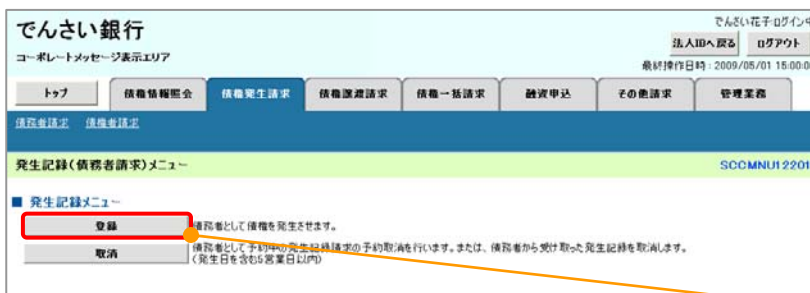 でんさい銀行
コーポレートメッセージ表示エリア
でんさい花子:ログイン中
法人IDへ戻る
ログアウト
最終操作日時:2009/05/01 15:00:0
トップ
債権情報照会
債権発生請求
債権譲渡請求
債権一括請求
融資申込
その他請求
管理業務
債務者請求 債権者請求
発生記録(債務者請求)メニュー
SCCMNU12201
■ 発生記録メニュー
登録
債務者として債権を発生させます。
取消
債務者として予約中の発生記録請求の予約取消を行います。または、債務者から受け取った発生記録を取消します。
(発生日を含む5営業日以内)